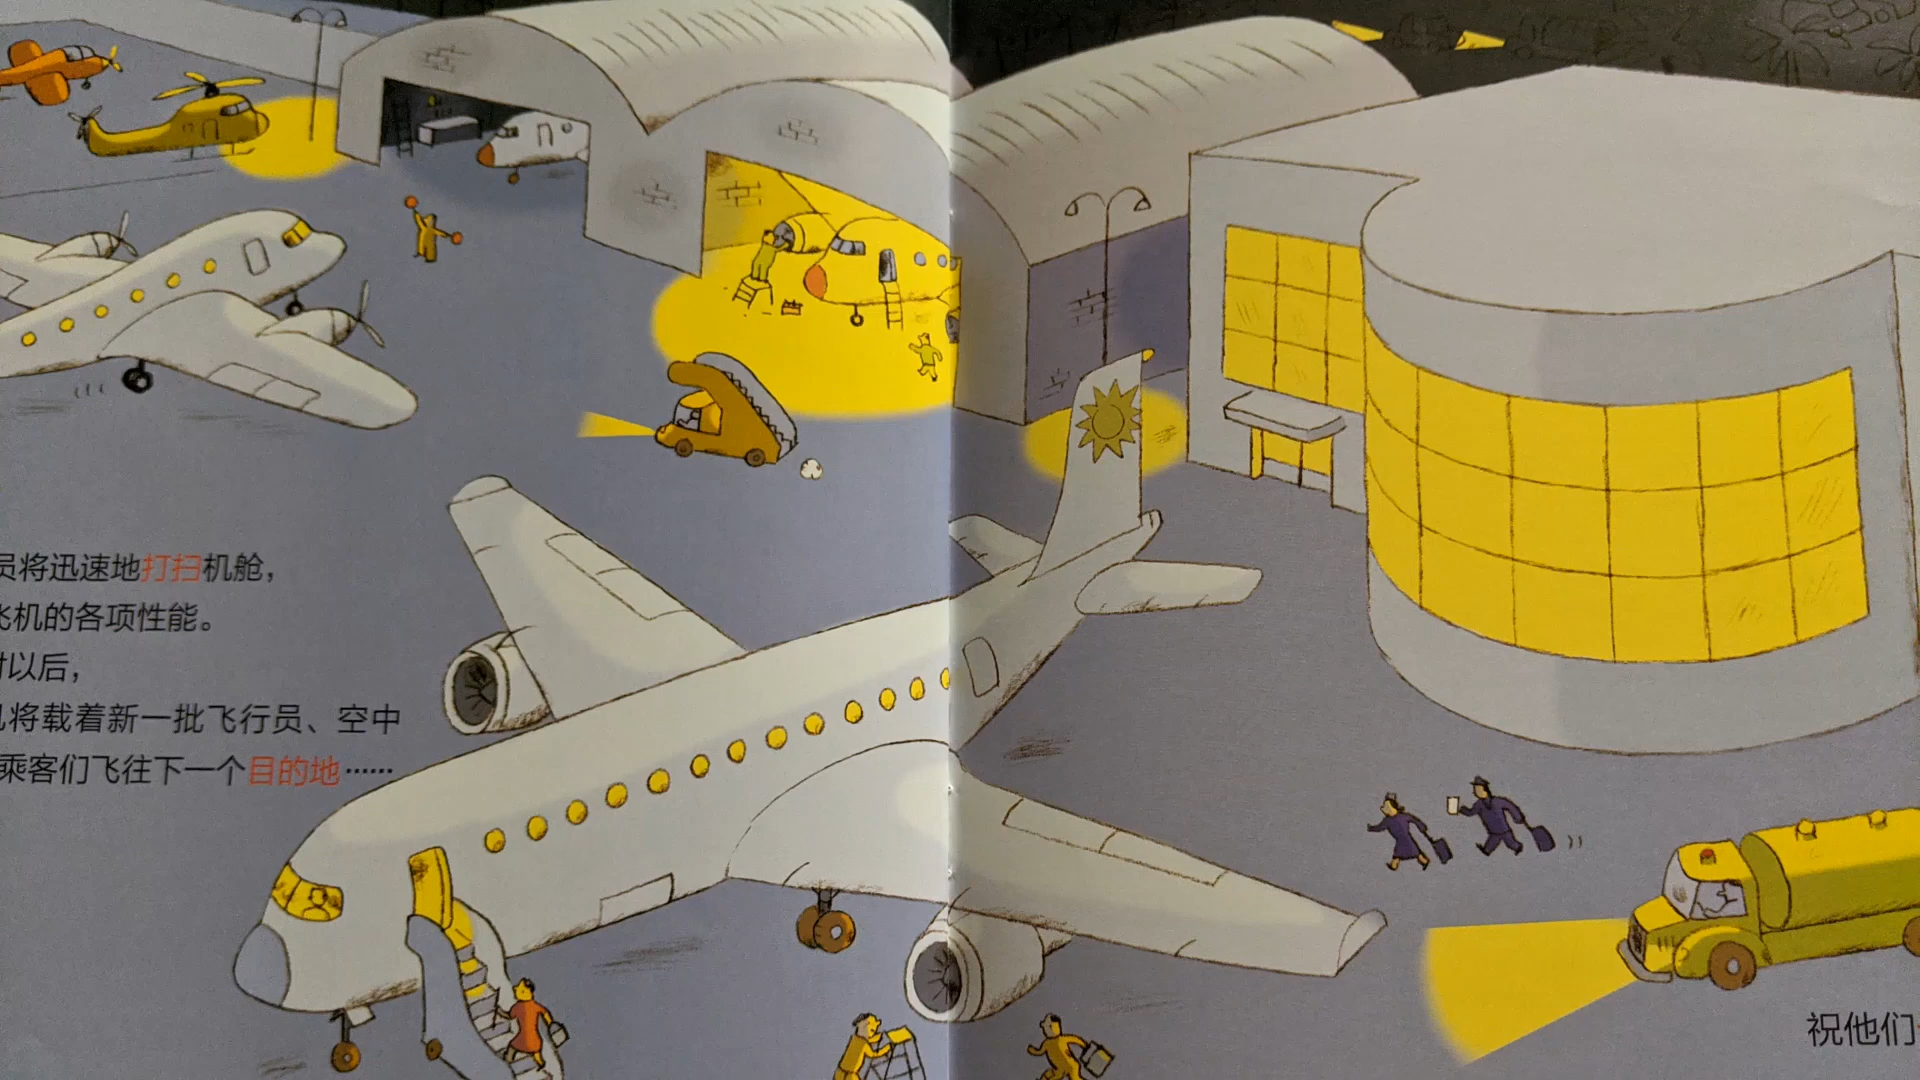 员将迅速地打扫机舱，
飞机的各项性能。
以后，
将载着新一批飞行员、空中
乘客们飞往下一个目的地……
祝他们